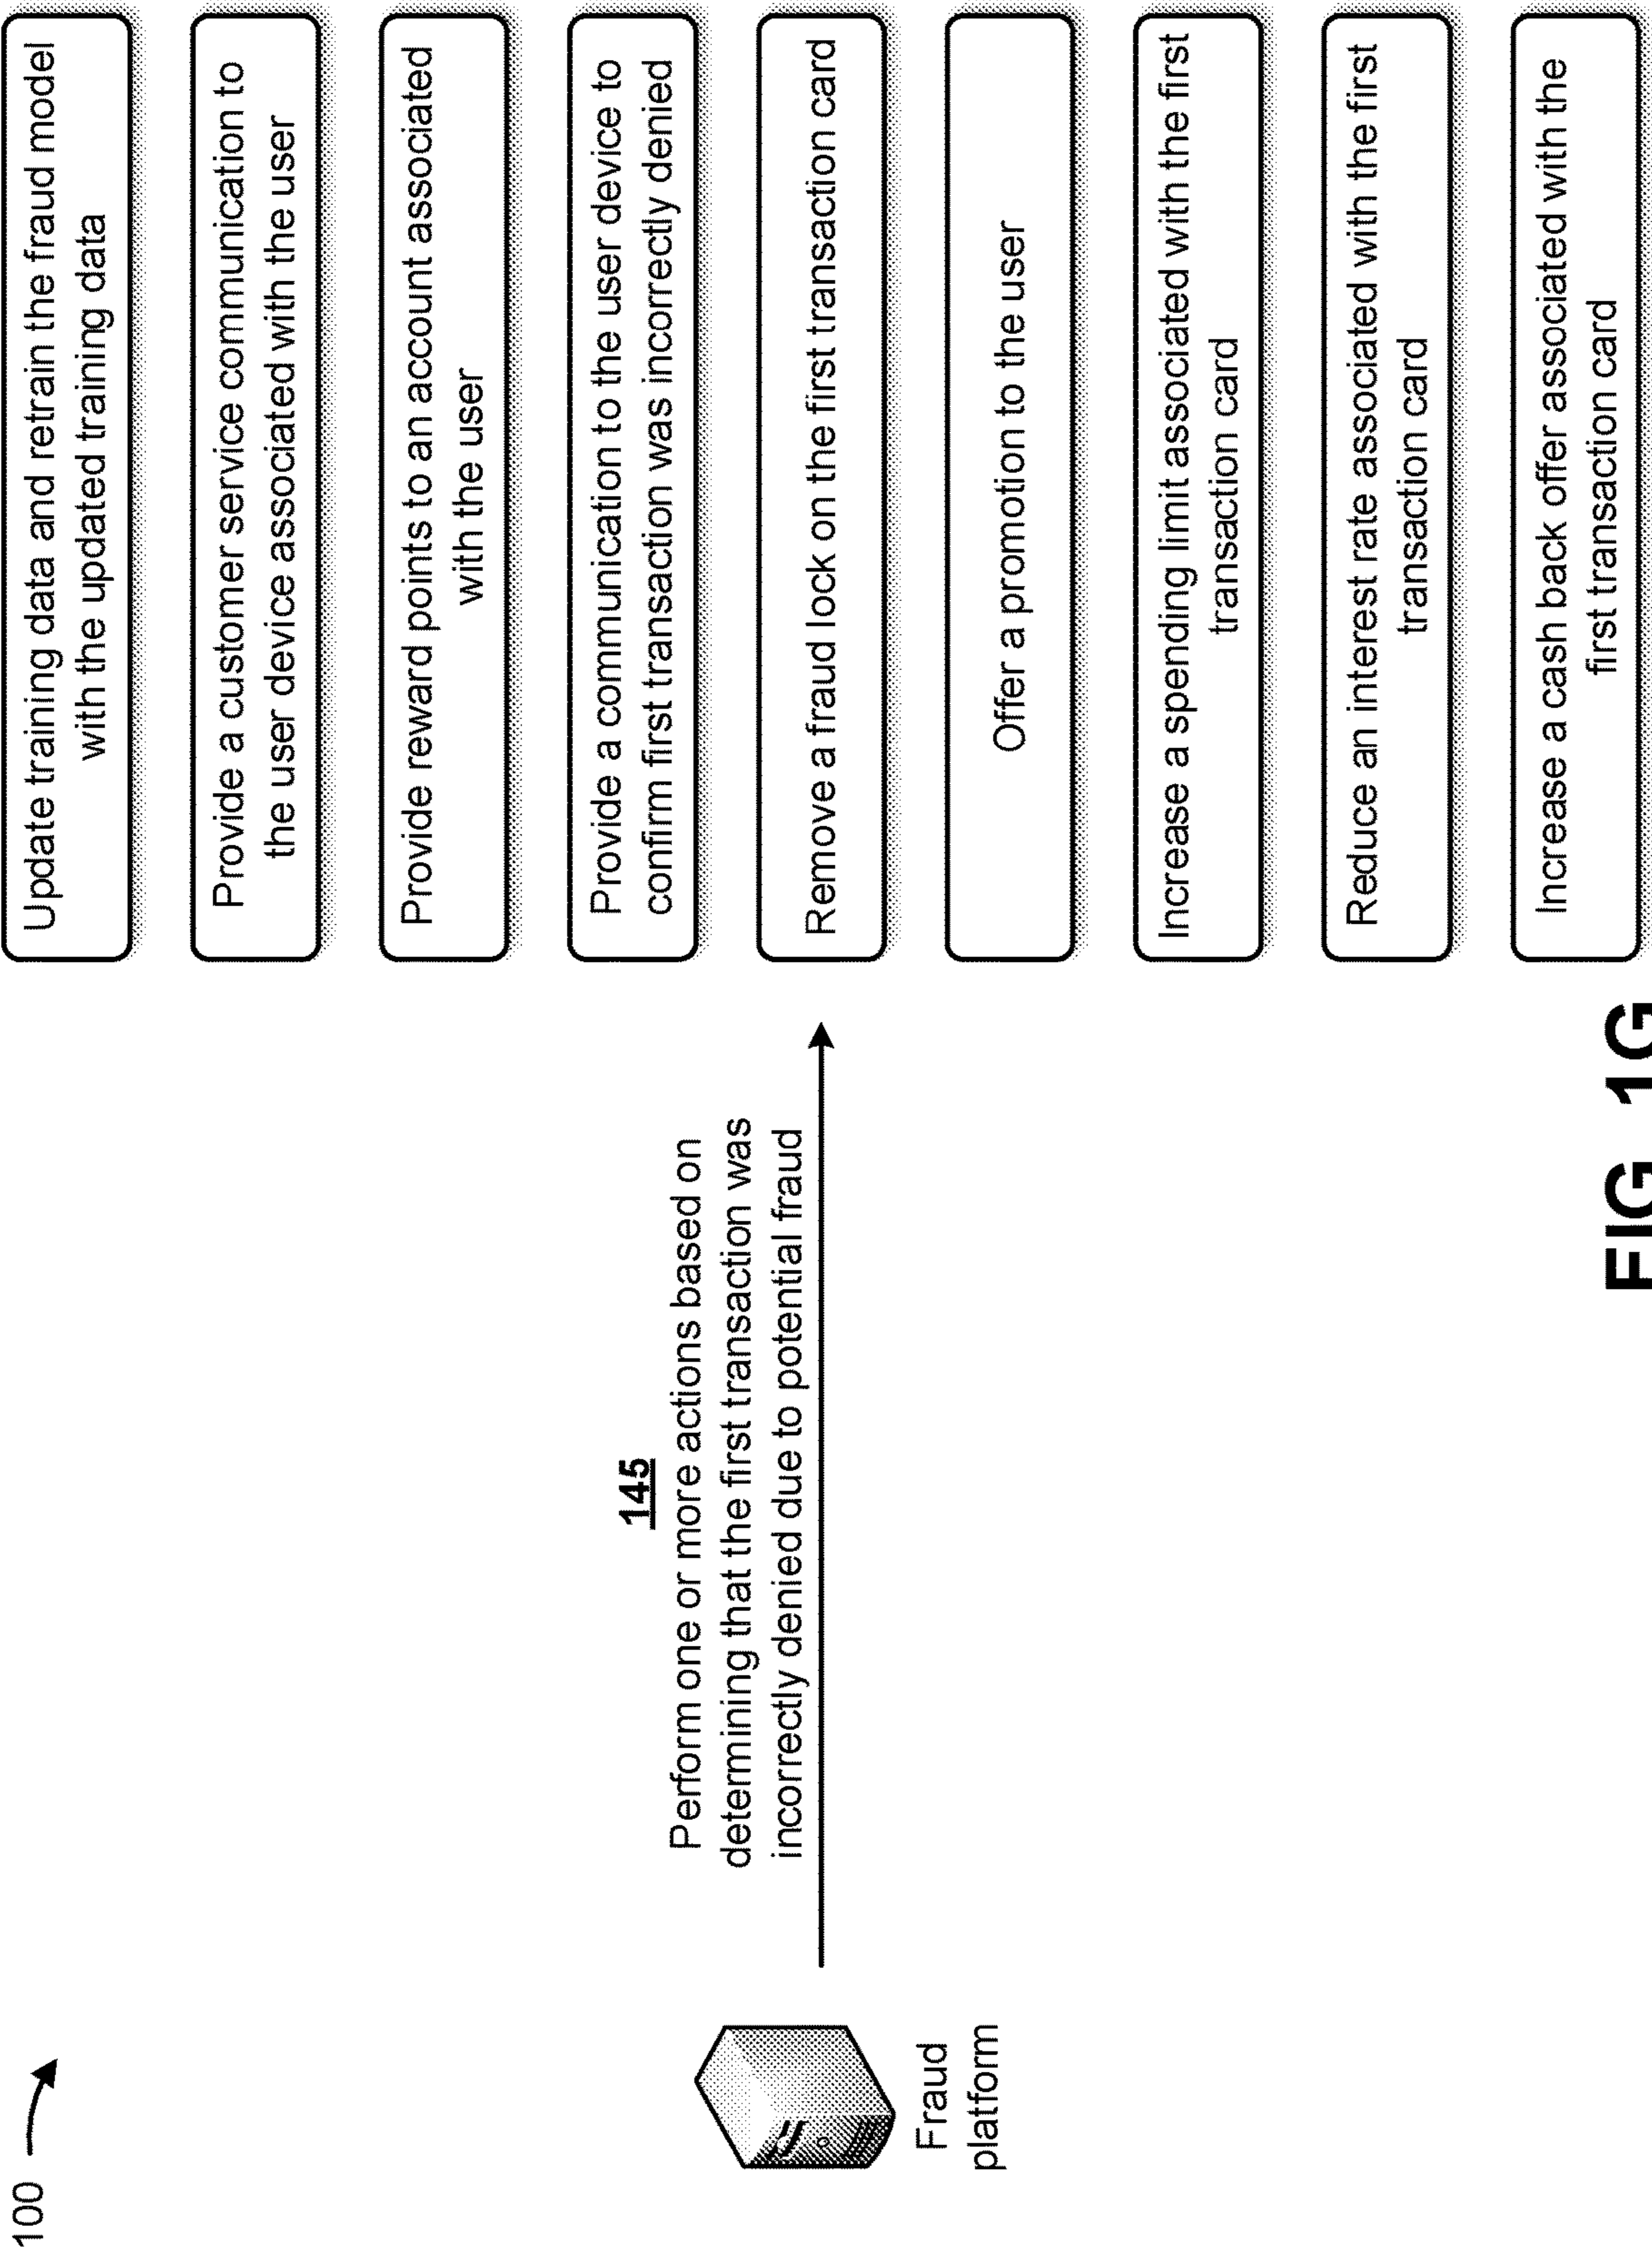 100
Fraud
platform
145
Perform one or more actions based on
determining that the first transaction was
incorrectly denied due to potential fraud
Update training data and retrain the fraud model
with the updated training data
Provide a customer service communication to
the user device associated with the user
Provide reward points to an account associated
with the user
Provide a communication to the user device to
confirm first transaction was incorrectly denied
Remove a fraud lock on the first transaction card
Offer a promotion to the user
Increase a spending limit associated with the first
transaction card
Reduce an interest rate associated with the first
transaction card
Increase a cash back offer associated with the
first transaction card
FIG. 1G